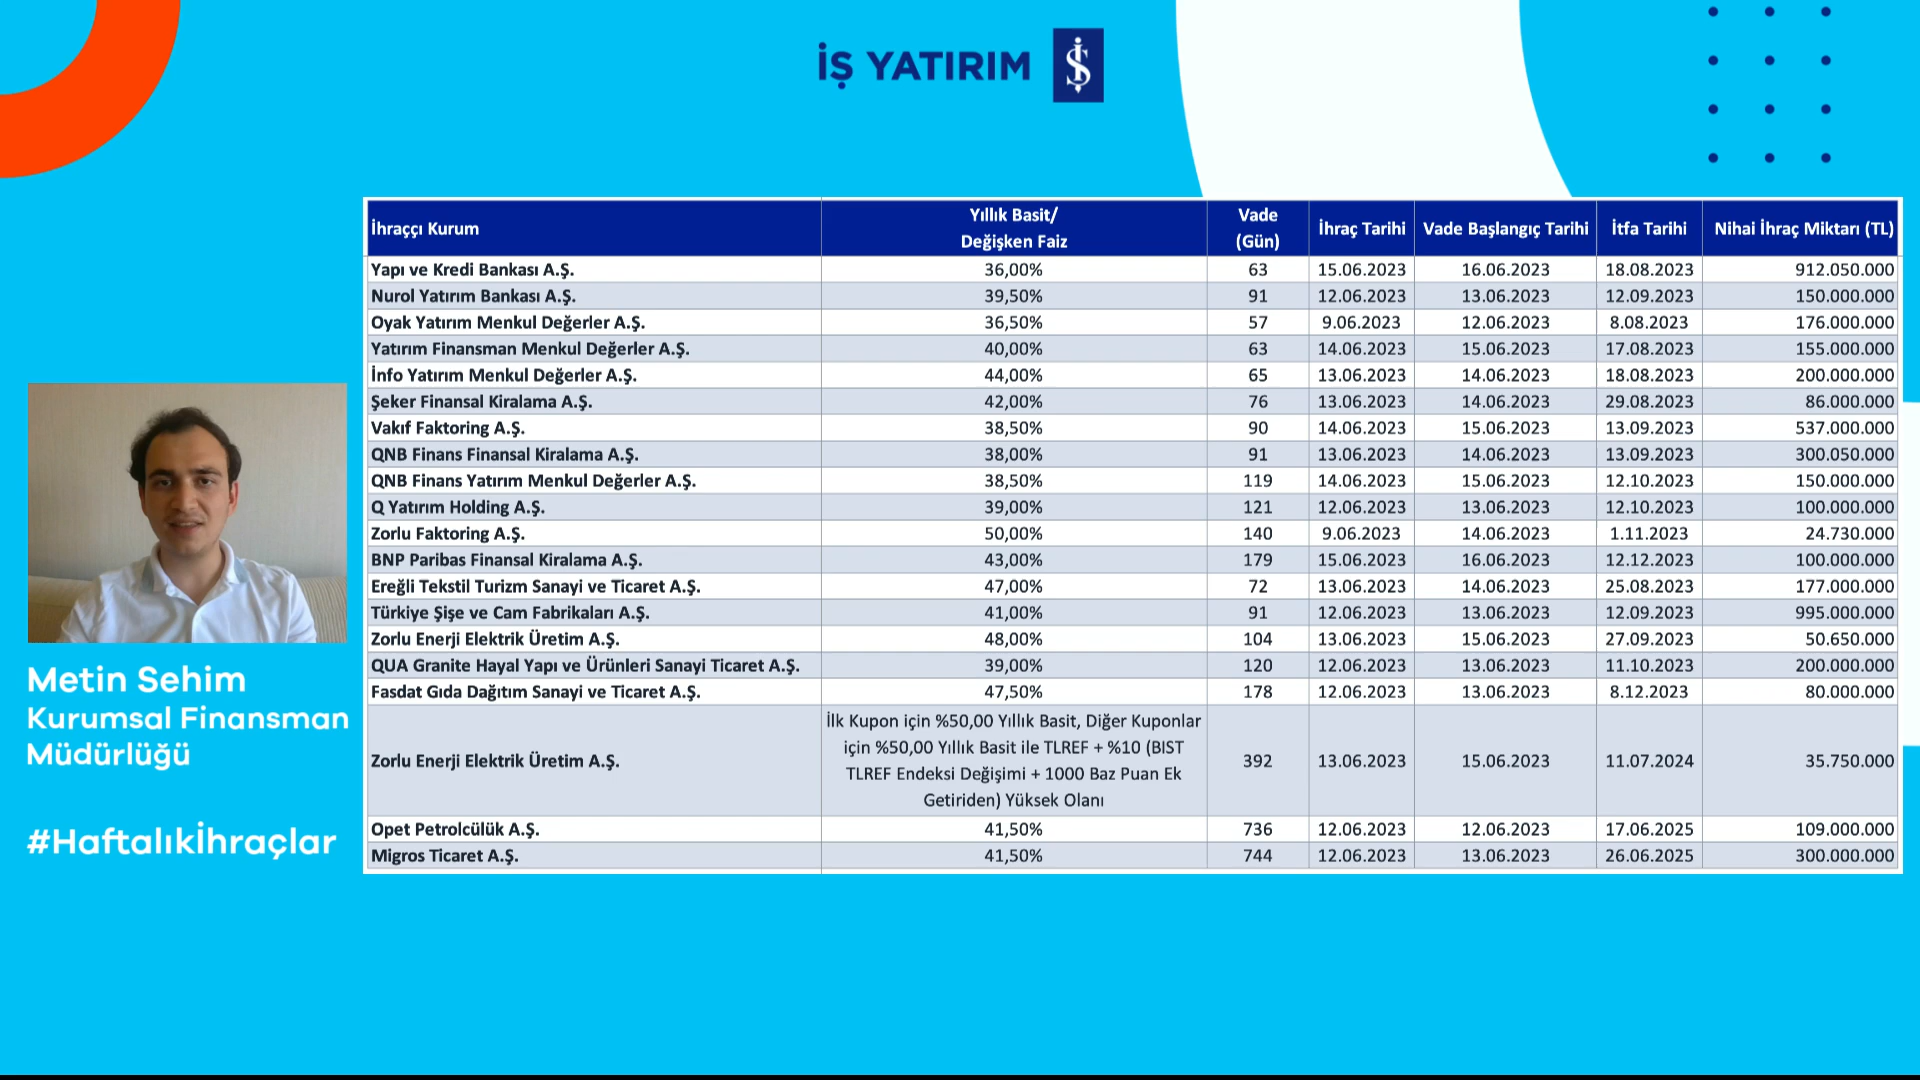 İŞ YATIRIM
İhraççı Kurum Yıllık Basit/ Değişken Faiz Vade (Gün) İhraç Tarihi Vade Başlangıç Tarihi İtfa Tarihi Nihai İhraç Miktarı (TL)
Yapı ve Kredi Bankası A.Ş. 36,00% 63 15.06.2023 16.06.2023 18.08.2023 912.050.000
Nurol Yatırım Bankası A.Ş. 39,50% 91 12.06.2023 13.06.2023 12.09.2023 150.000.000
Oyak Yatırım Menkul Değerler A.Ş. 36,50% 57 9.06.2023 12.06.2023 8.08.2023 176.000.000
Yatırım Finansman Menkul Değerler A.Ş. 40,00% 63 14.06.2023 15.06.2023 17.08.2023 155.000.000
İnfo Yatırım Menkul Değerler A.Ş. 44,00% 65 13.06.2023 14.06.2023 18.08.2023 200.000.000
Şeker Finansal Kiralama A.Ş. 42,00% 76 13.06.2023 14.06.2023 29.08.2023 86.000.000
Vakıf Faktoring A.Ş. 38,50% 90 14.06.2023 15.06.2023 13.09.2023 537.000.000
QNB Finans Finansal Kiralama A.Ş. 38,00% 91 13.06.2023 14.06.2023 13.09.2023 300.050.000
QNB Finans Yatırım Menkul Değerler A.Ş. 38,50% 119 14.06.2023 15.06.2023 12.10.2023 150.000.000
Q Yatırım Holding A.Ş. 39,00% 121 12.06.2023 13.06.2023 12.10.2023 100.000.000
Zorlu Faktoring A.Ş. 50,00% 140 9.06.2023 14.06.2023 1.11.2023 24.730.000
BNP Paribas Finansal Kiralama A.Ş. 43,00% 179 15.06.2023 16.06.2023 12.12.2023 100.000.000
Ereğli Tekstil Turizm Sanayi ve Ticaret A.Ş. 47,00% 72 13.06.2023 14.06.2023 25.08.2023 177.000.000
Türkiye Şişe ve Cam Fabrikaları A.Ş. 41,00% 91 12.06.2023 13.06.2023 12.09.2023 995.000.000
Zorlu Enerji Elektrik Üretim A.Ş. 48,00% 104 13.06.2023 15.06.2023 27.09.2023 50.650.000
QUA Granite Hayal Yapı ve Ürünleri Sanayi Ticaret A.Ş. 39,00% 120 12.06.2023 13.06.2023 11.10.2023 200.000.000
Fasdat Gıda Dağıtım Sanayi ve Ticaret A.Ş. 47,50% 178 12.06.2023 13.06.2023 8.12.2023 80.000.000
Zorlu Enerji Elektrik Üretim A.Ş. İlk Kupon için %50,00 Yıllık Basit, Diğer Kuponlar
için %50,00 Yıllık Basit ile TLREF + %10 (BIST
TLREF Endeksi Değişimi + 1000 Baz Puan Ek
Getiriden) Yüksek Olanı 392 13.06.2023 15.06.2023 11.07.2024 35.750.000
Opet Petrolcülük A.Ş. 41,50% 736 12.06.2023 12.06.2023 17.06.2025 109.000.000
Migros Ticaret A.Ş. 41,50% 744 12.06.2023 13.06.2023 26.06.2025 300.000.000
Metin Sehim
Kurumsal Finansman
Müdürlüğü
#Haftalıkİhraçlar